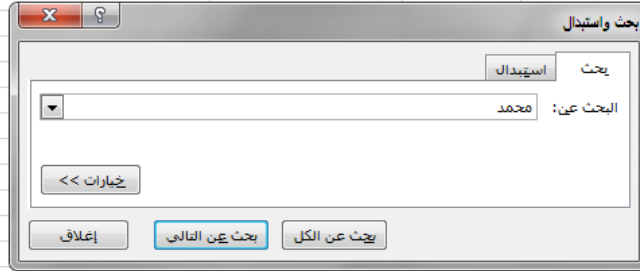 بحث واستبدال
بحث
استبدال
البحث عن: محمد
خيارات >>
بحث عن الكل
بحث عن التالي
إغلاق